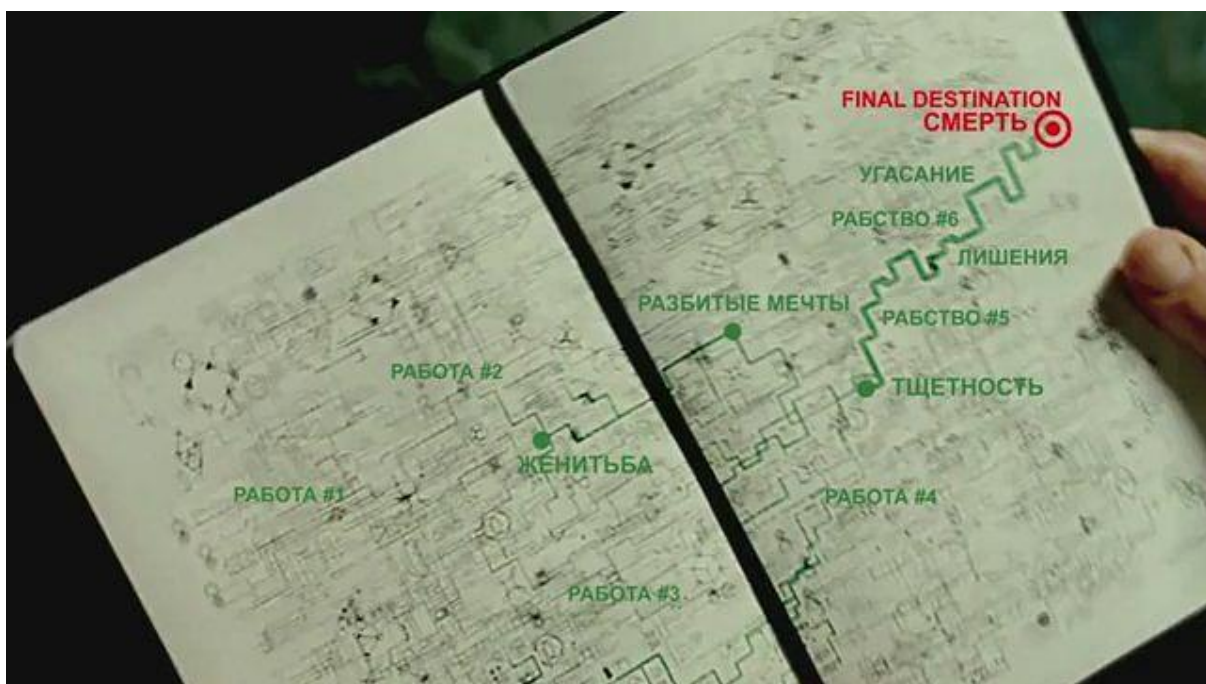 FINAL DESTINATION
СМЕРТЬ
УГАСАНИЕ
РАБСТВО #6
ЛИШЕНИЯ
РАЗБИТЫЕ МЕЧТЫ
РАБСТВО #5
РАБОТА #2
ТЩЕТНОСТЬ
ЖЕНИТЬБА
РАБОТА #1
РАБОТА #4
РАБОТА #3